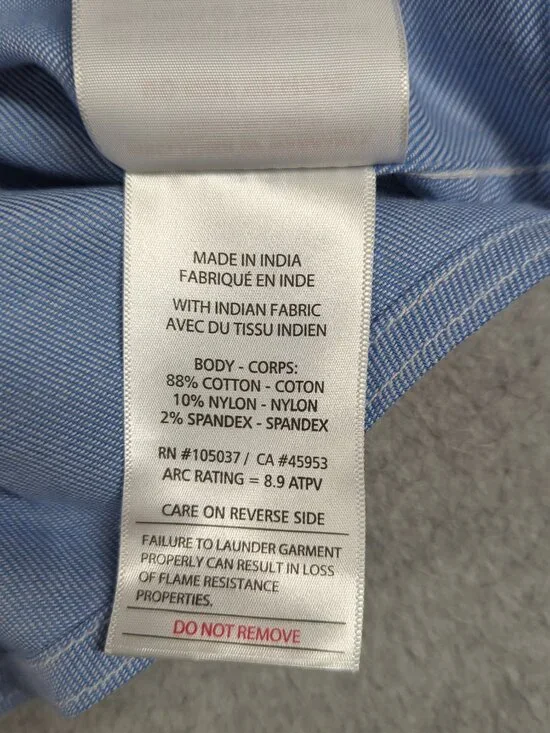 MADE IN INDIA
FABRIQUÉ EN INDE
WITH INDIAN FABRIC
AVEC DU TISSU INDIEN
BODY - CORPS:
88% COTTON - COTON
10% NYLON - NYLON
2% SPANDEX - SPANDEX
RN #105037 / CA #45953
ARC RATING = 8.9 ATPV
CARE ON REVERSE SIDE
FAILURE TO LAUNDER GARMENT
PROPERLY CAN RESULT IN LOSS
OF FLAME RESISTANCE
PROPERTIES.
DO NOT REMOVE